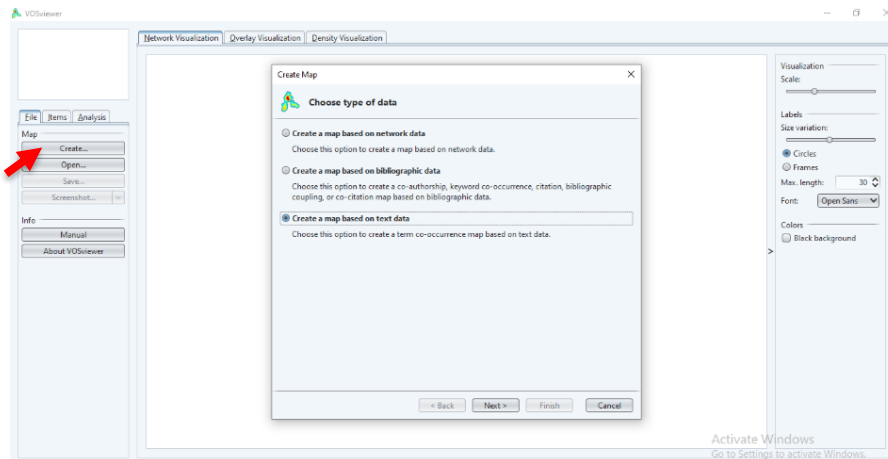 VOSviewer
Network Visualization Overlay Visualization Density Visualization
File Items Analysis
Map
Create...
Open...
Save...
Screenshot...
Info
Manual
About VOSviewer
Create Map
Choose type of data
Create a map based on network data
Choose this option to create a map based on network data.
Create a map based on bibliographic data
Choose this option to create a co-authorship, keyword co-occurrence, citation, bibliographic
coupling, or co-citation map based on bibliographic data.
Create a map based on text data
Choose this option to create a term co-occurrence map based on text data.
< Back Next > Finish Cancel
Visualization
Scale:
Labels
Size variation:
Circles
Frames
Max. length: 30
Font: Open Sans
Colors
Black background
>
Activate Windows
Go to Settings to activate Windows.